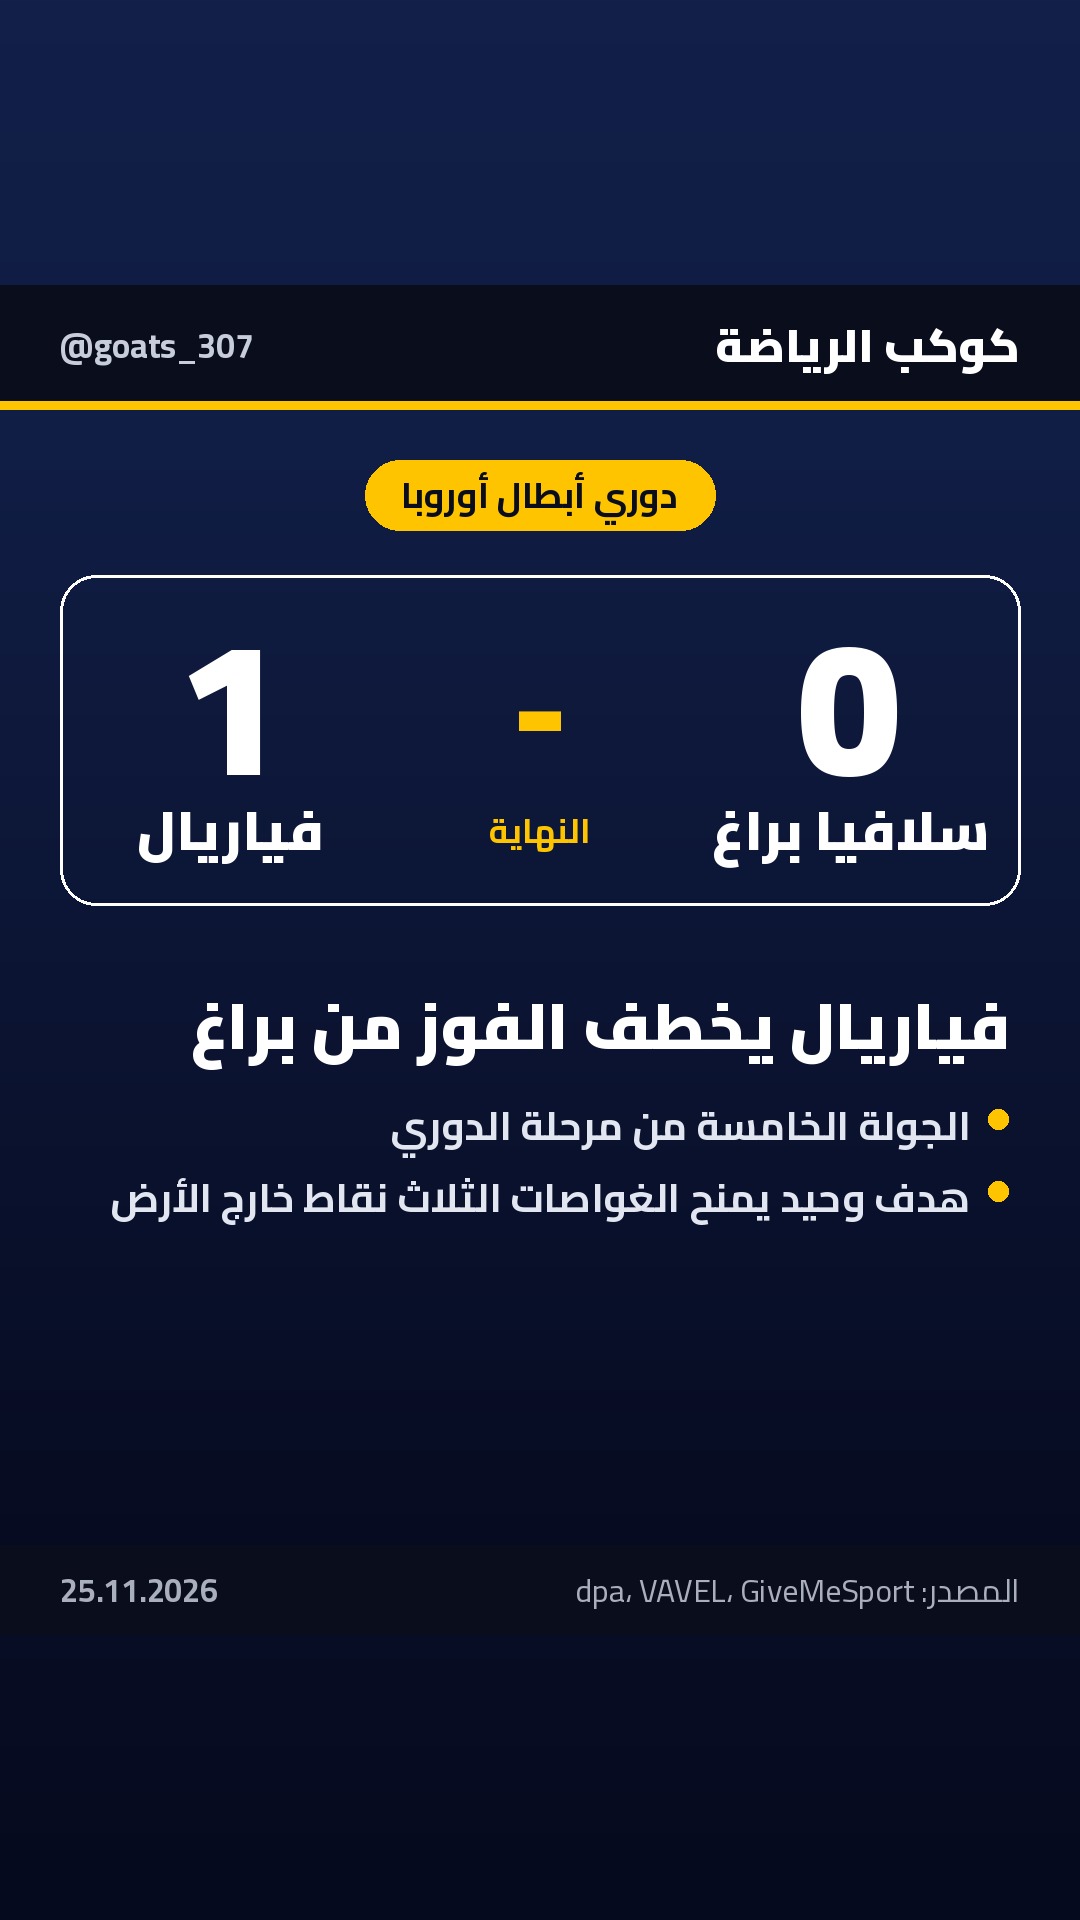 كوكب الرياضة
@goats_307
دوري أبطال أوروبا
0 - 1
سلافيا براغ النهاية فياريال
فياريال يخطف الفوز من براغ
الجولة الخامسة من مرحلة الدوري
هدف وحيد يمنح الغواصات الثلاث نقاط خارج الأرض
المصدر: dpa، VAVEL، GiveMeSport
25.11.2026